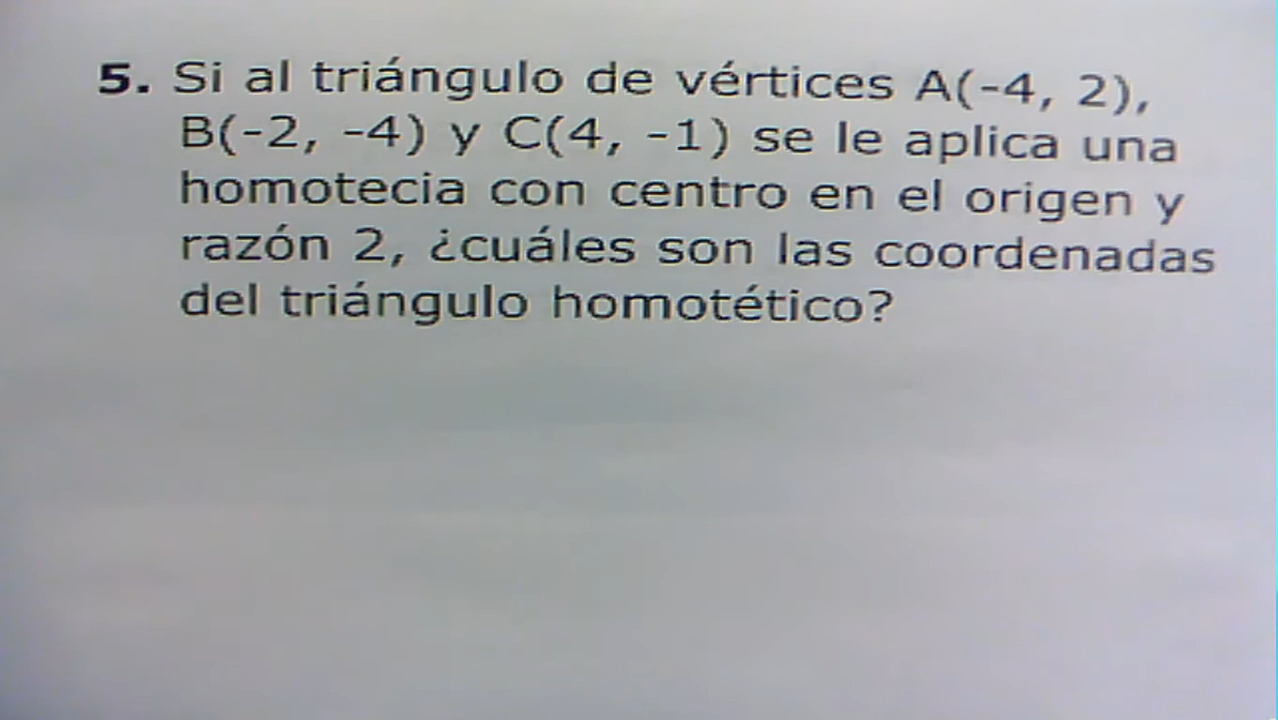 5. Si al triángulo de vértices A(-4, 2),
B(-2, -4) y C(4, -1) se le aplica una
homotecia con centro en el origen y
razón 2, ¿cuáles son las coordenadas
del triángulo homotético?